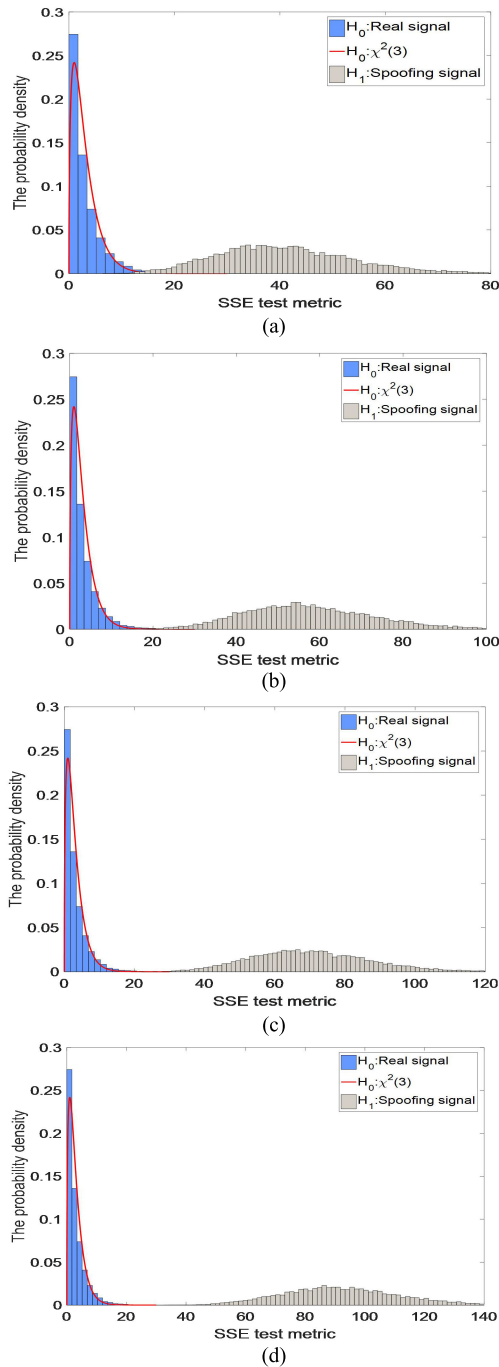 The probability density
0.3
0.25
0.2
0.15
0.1
0.05
0
H₀:Real signal
H₀:χ²(3)
H₁:Spoofing signal
0 20 40 60 80
SSE test metric
(a)
The probability density
0.3
0.25
0.2
0.15
0.1
0.05
0
H₀:Real signal
H₀:χ²(3)
H₁:Spoofing signal
0 20 40 60 80 100
SSE test metric
(b)
The probability density
0.3
0.25
0.2
0.15
0.1
0.05
0
H₀:Real signal
H₀:χ²(3)
H₁:Spoofing signal
0 20 40 60 80 100 120
SSE test metric
(c)
The probability density
0.3
0.25
0.2
0.15
0.1
0.05
0
H₀:Real signal
H₀:χ²(3)
H₁:Spoofing signal
0 20 40 60 80 100 120 140
SSE test metric
(d)